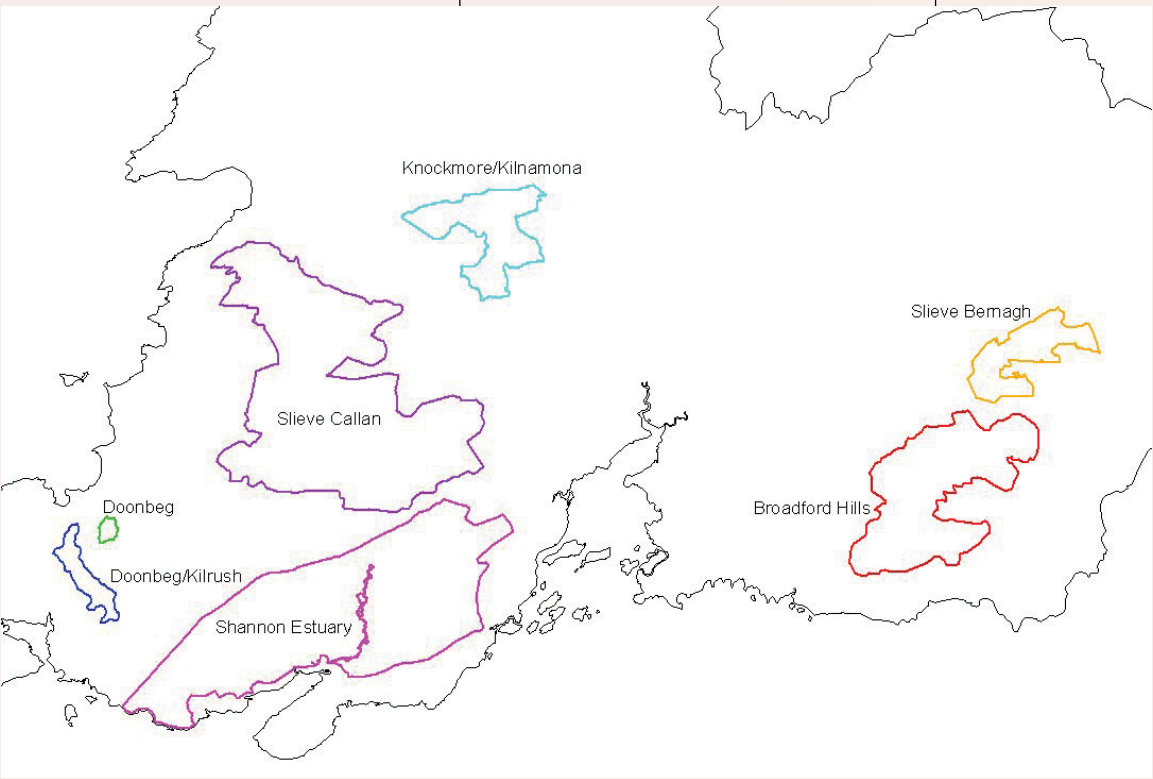 Knockmore/Kilnamona
Slieve Bernagh
Slieve Callan
Doonbeg
Broadford Hills
Doonbeg/Kilrush
Shannon Estuary